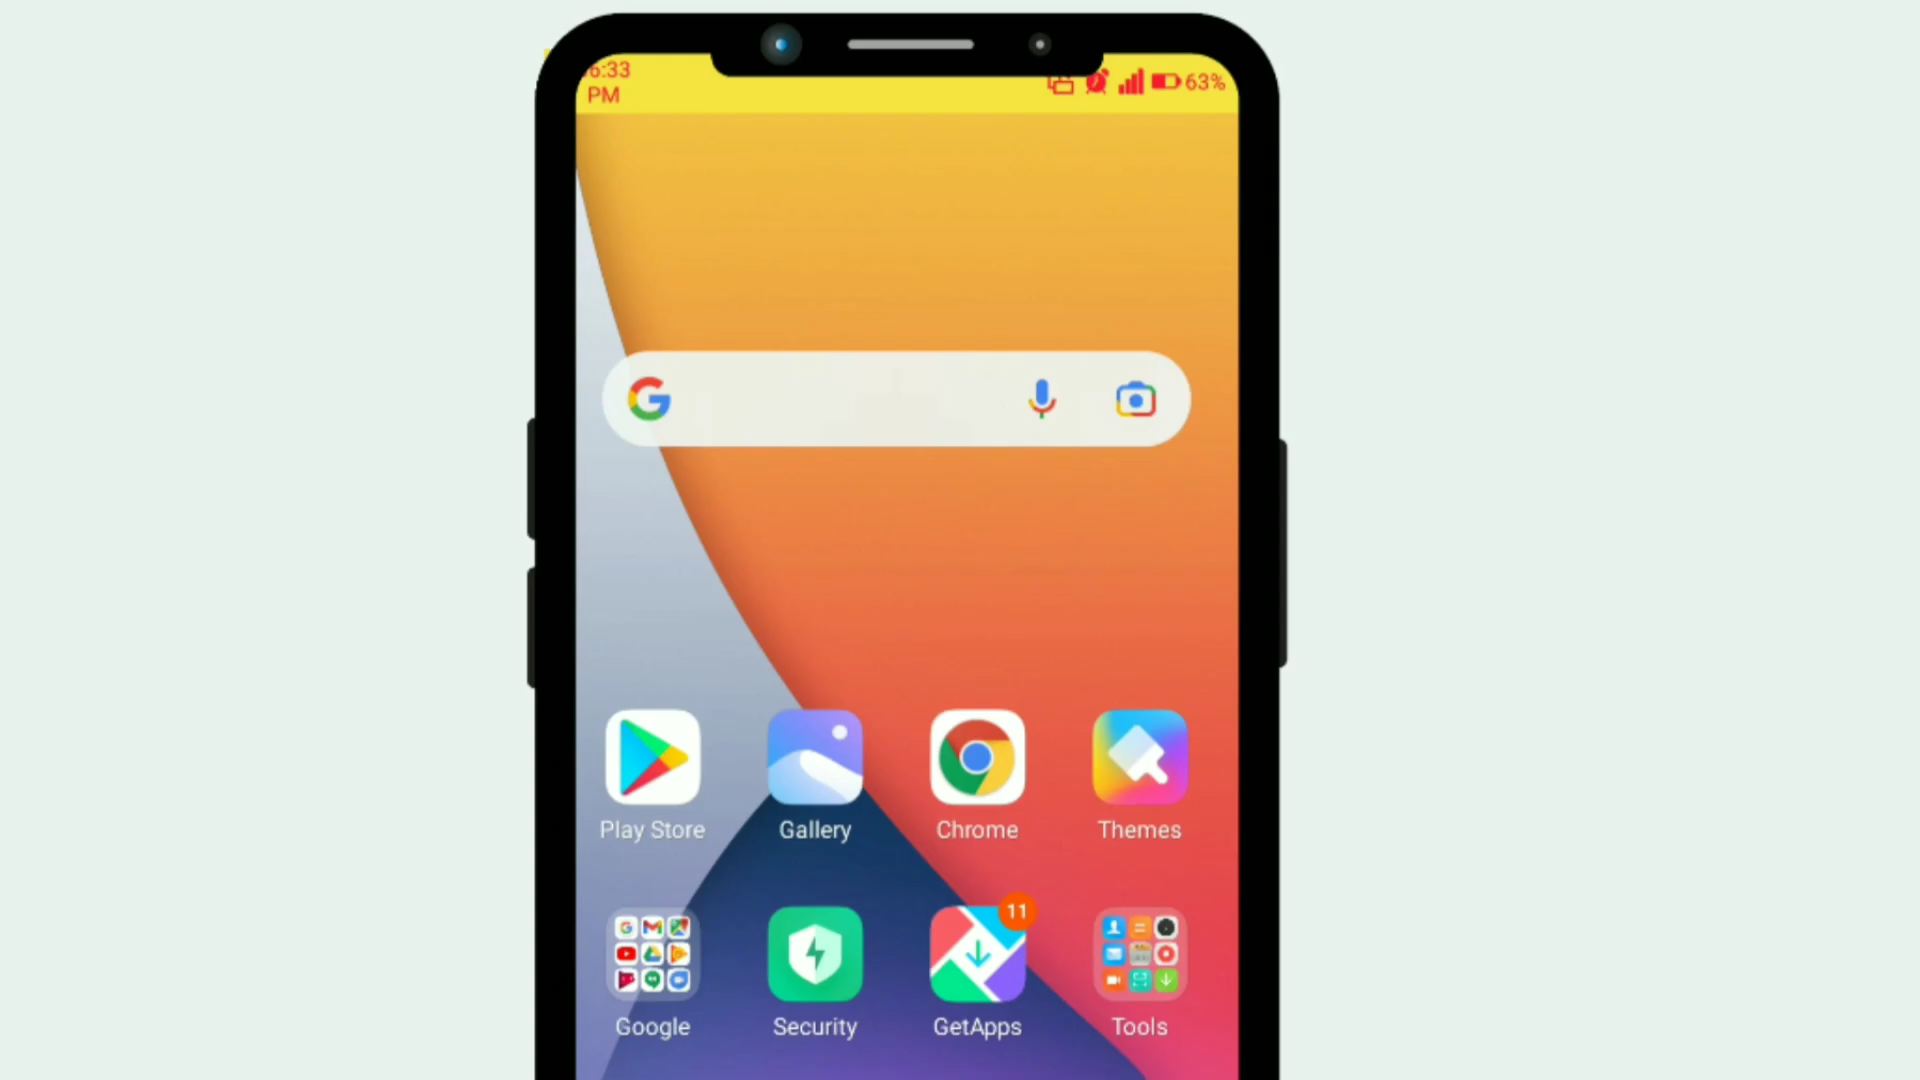 6:33
PM
63%
Play Store
Gallery
Chrome
Themes
11
Google
Security
GetApps
Tools